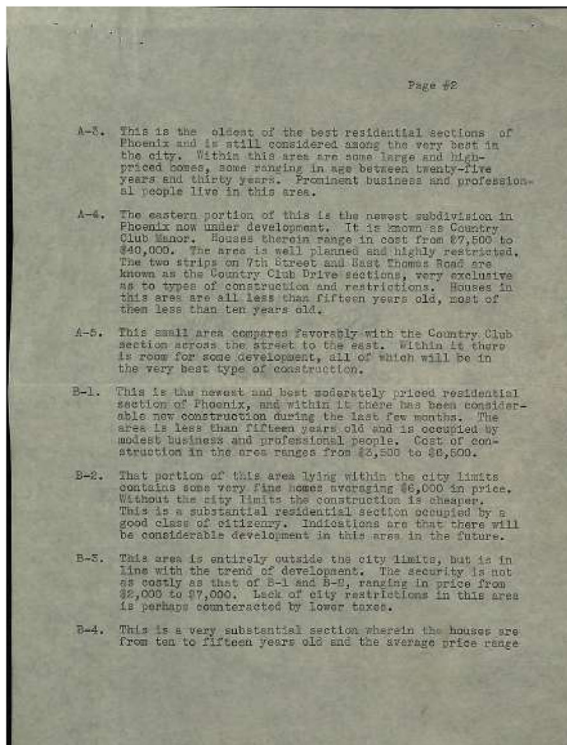 Page #2
A-3. This is the oldest of the best residential sections of
Phoenix and is still considered among the very best in
the city. Within this area are some large and high-
priced homes, some ranging in age between twenty-five
years and thirty years. Prominent business and profession-
al people live in this area.
A-4. The eastern portion of this is the newest subdivision in
Phoenix now under development. It is known as Country
Club Manor. Houses therein range in cost from $7,500 to
$40,000. The area is well planned and highly restricted.
The two strips on 7th Street and East Thomas Road are
known as the Country Club Drive sections, very exclusive
as to types of construction and restrictions. Houses in
this area are all less than fifteen years old, most of
them less than ten years old.
A-5. This small area compares favorably with the Country Club
section across the street to the east. Within it there
is room for some development, all of which will be in
the very best type of construction.
B-1. This is the newest and best moderately priced residential
section of Phoenix, and within it there has been consider-
able new construction during the last few months. The
area is less than fifteen years old and is occupied by
modest business and professional people. Cost of con-
struction in the area ranges from $3,500 to $6,500.
B-2. That portion of this area lying within the city limits
contains some very fine homes averaging $6,000 in price.
Without the city limits the construction is cheaper.
This is a substantial residential section occupied by a
good class of citizenry. Indications are that there will
be considerable development in this area in the future.
B-3. This area is entirely outside the city limits, but is in
line with the trend of development. The security is not
as costly as that of B-1 and B-2, ranging in price from
$2,000 to $7,000. Lack of city restrictions in this area
is perhaps counteracted by lower taxes.
B-4. This is a very substantial section wherein the houses are
from ten to fifteen years old and the average price range